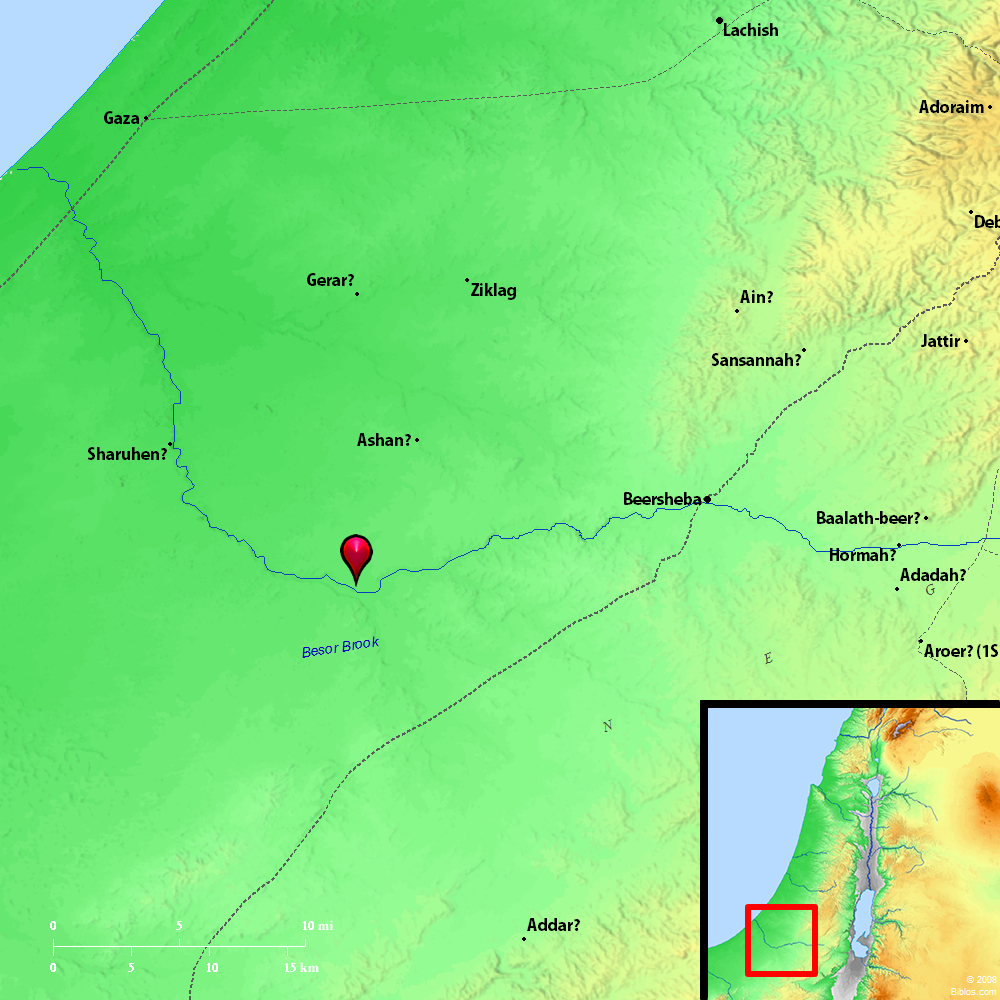 Lachish
Adoraim
Gaza
Deb
Gerar?
Ziklag
Ain?
Sansannah?
Jattir
Ashan?
Sharuhen?
Beersheba
Baalath-beer?
Hormah?
Adadah?
G
Besor Brook
E
Aroer? (1S
N
Addar?
0 5 10 mi
0 5 10 15 km
© 2008
Biblos.com